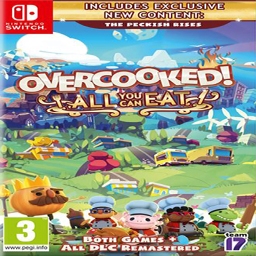 INCLUDES EXCLUSIVE
NEW CONTENT:
THE PECKISH RISES
NINTENDO
SWITCH™
OVERCOOKED!
ALL YOU CAN EAT
3
www.pegi.info
BOTH GAMES +
ALL DLC REMASTERED
team
17